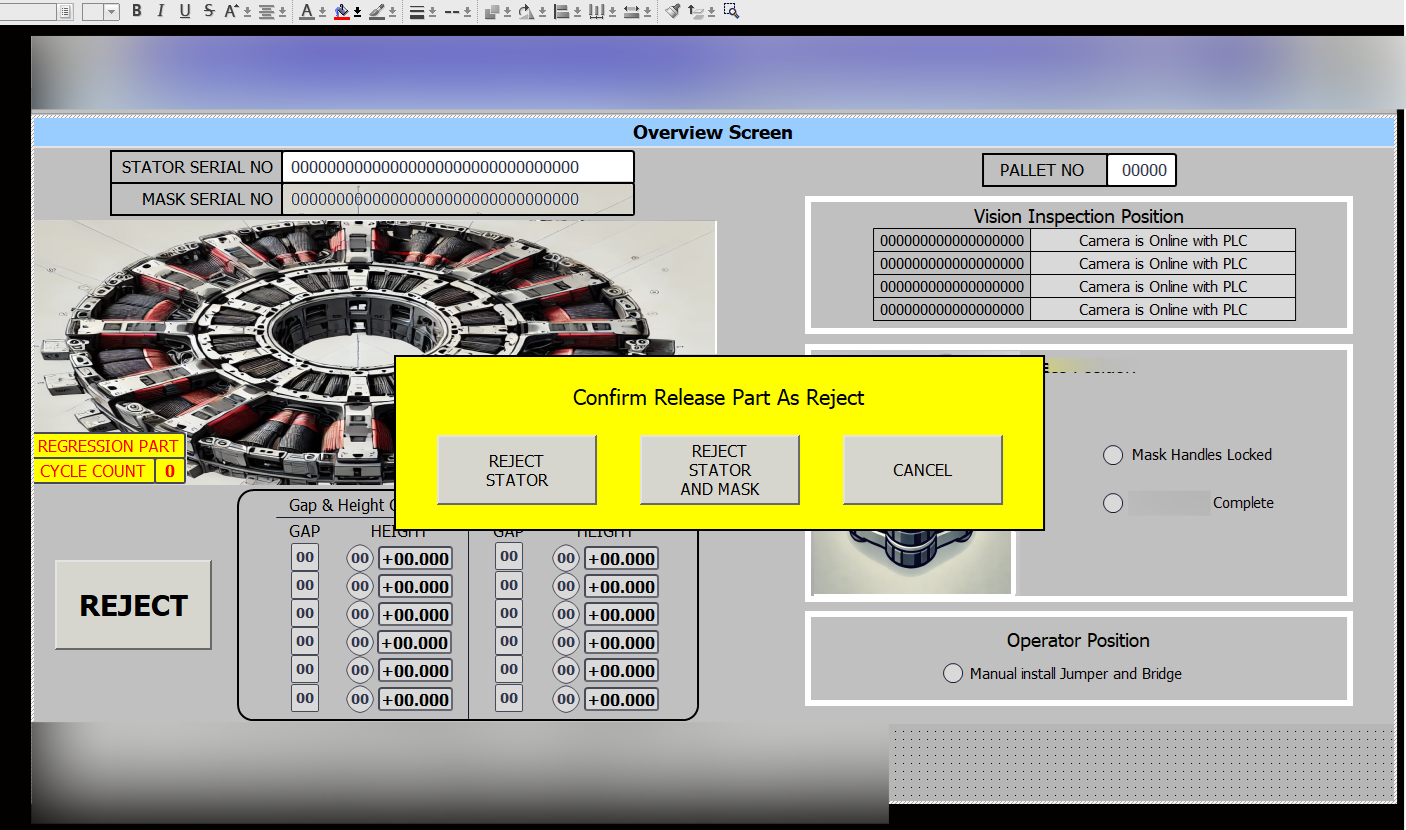 B I U S A A
Overview Screen
STATOR SERIAL NO 00000000000000000000000000000000
MASK SERIAL NO 00000000000000000000000000000000
PALLET NO 00000
Vision Inspection Position
000000000000000000 Camera is Online with PLC
000000000000000000 Camera is Online with PLC
000000000000000000 Camera is Online with PLC
000000000000000000 Camera is Online with PLC
Confirm Release Part As Reject
REJECT
STATOR
REJECT
STATOR
AND MASK
CANCEL
REGRESSION PART
CYCLE COUNT 0
Mask Handles Locked
Complete
Gap & Height
GAP HEIGHT GAP HEIGHT
00 00 +00.000 00 00 +00.000
00 00 +00.000 00 00 +00.000
00 00 +00.000 00 00 +00.000
00 00 +00.000 00 00 +00.000
00 00 +00.000 00 00 +00.000
00 00 +00.000 00 00 +00.000
REJECT
Operator Position
Manual install Jumper and Bridge